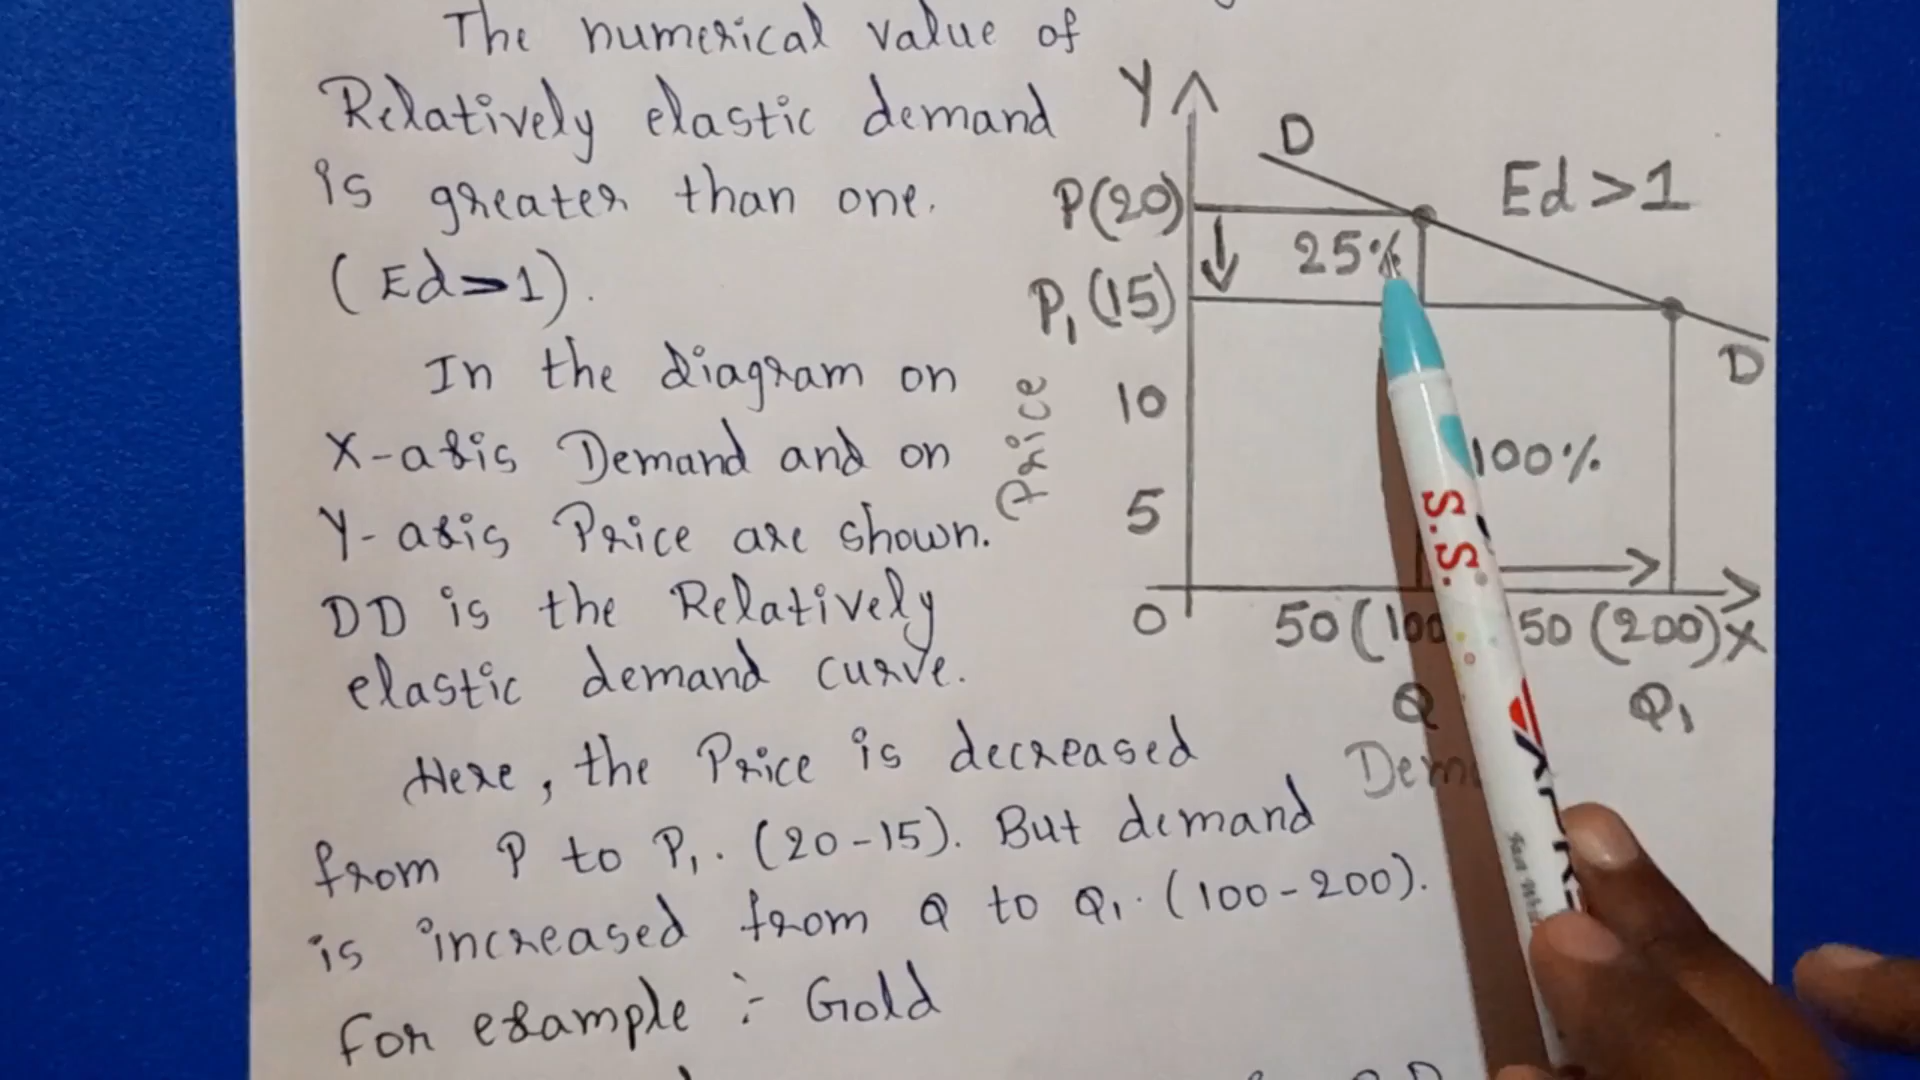 The numerical value of
Relatively elastic demand
is greater than one.
(Ed>1).
In the diagram on
X-axis Demand and on
Y-axis Price are shown.
DD is the Relatively
elastic demand curve.
Here, the Price is decreased
from P to P₁. (20-15). But demand
is increased from Q to Q₁. (100-200).
For example :- Gold
Y
D
Ed>1
P(20)
25%
P₁(15)
D
10
Price
100%
5
O
50 (100
50 (200)
X
Q
Q₁
S.S.